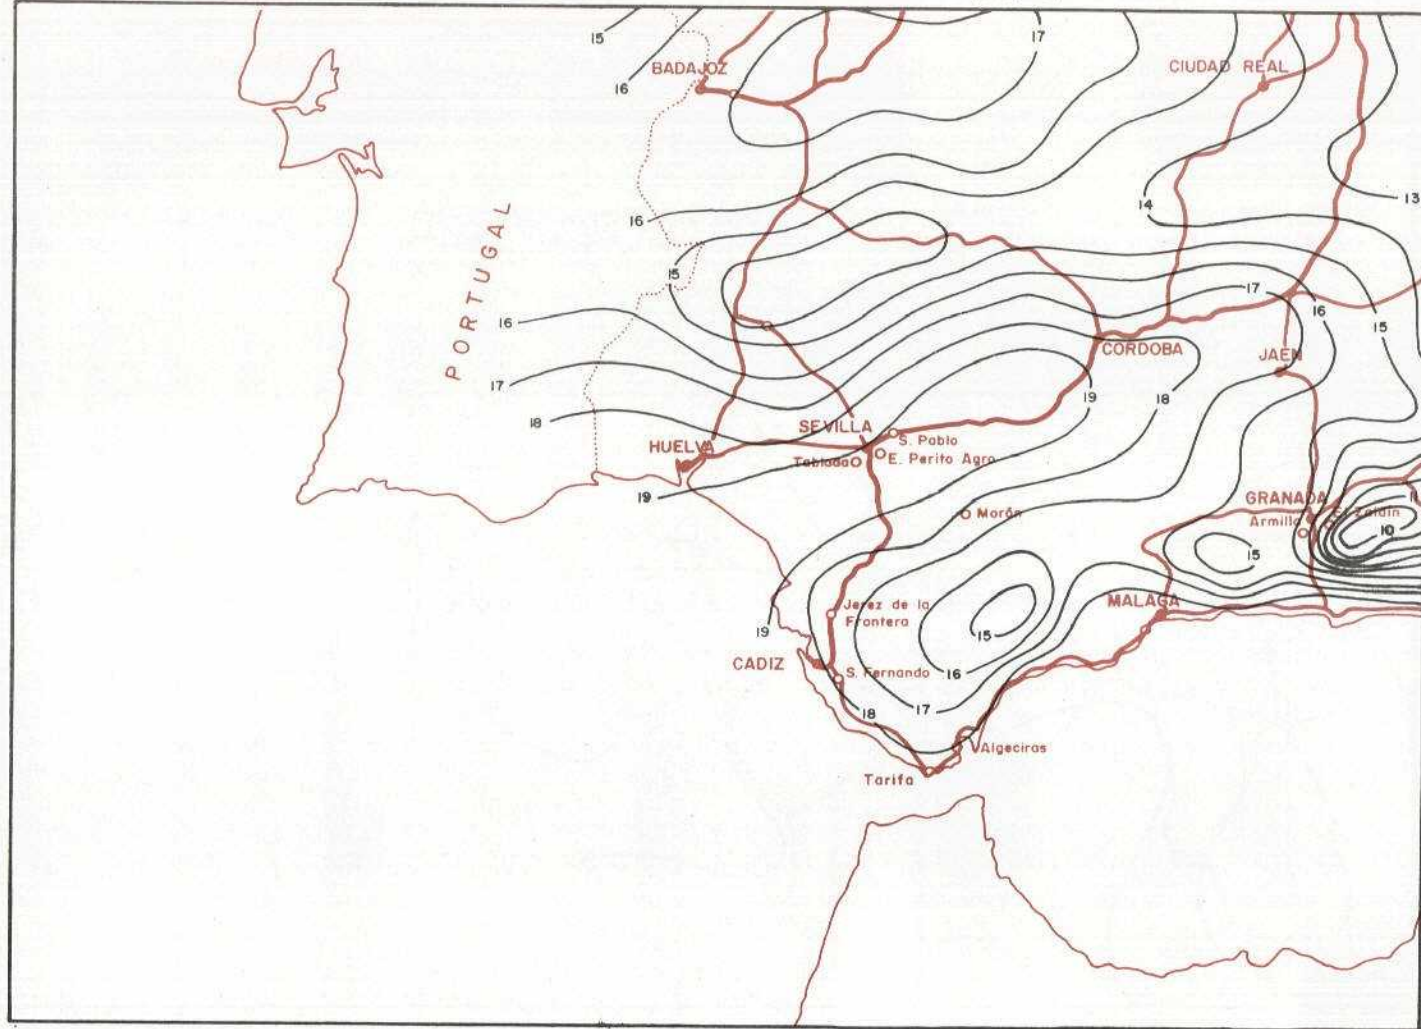 15
17
BADAJOZ
CIUDAD REAL
16
PORTUGAL
14
13
16
15
17
16
15
16
CORDOBA
JAEN
17
19
18
18
SEVILLA
S. Pablo
HUELVA
E. Perito Agro
Tablada
19
GRANADA
Morón
Armilla
El Zaidín
10
15
MALAGA
Jerez de la
Frontera
19
15
CADIZ
S. Fernando
16
18
17
Algeciras
Tarifa